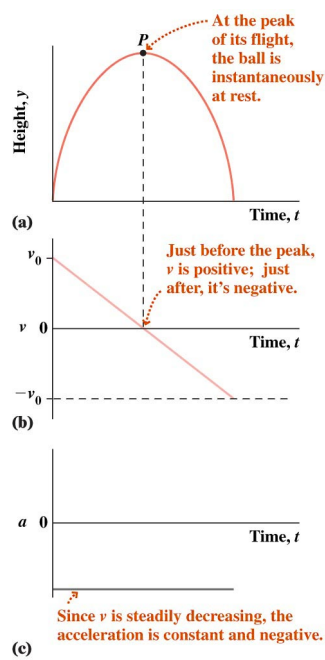 At the peak
of its flight,
the ball is
instantaneously
at rest.
P
Height, y
Time, t
(a)
v₀
Just before the peak,
v is positive; just
after, it's negative.
v 0
Time, t
−v₀
(b)
a 0
Time, t
Since v is steadily decreasing, the
acceleration is constant and negative.
(c)